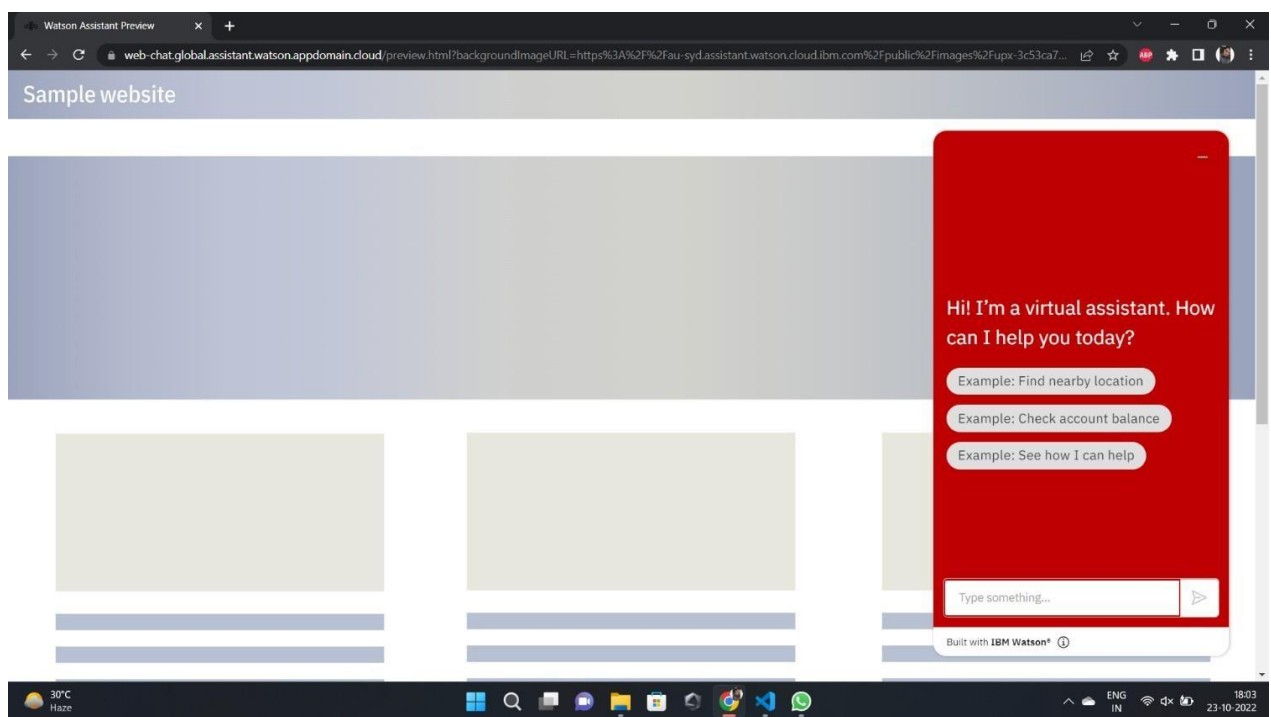 Watson Assistant Preview
web-chat.global.assistant.watson.appdomain.cloud/preview.html?backgroundImageURL=https%3A%2F%2Fau-syd.assistant.watson.cloud.ibm.com%2Fpublic%2Fimages%2Fupx-3c53ca7...
ABP
Sample website
Hi! I'm a virtual assistant. How
can I help you today?
Example: Find nearby location
Example: Check account balance
Example: See how I can help
Type something...
Built with IBM Watson®
30°C
Haze
ENG
IN
18:03
23-10-2022